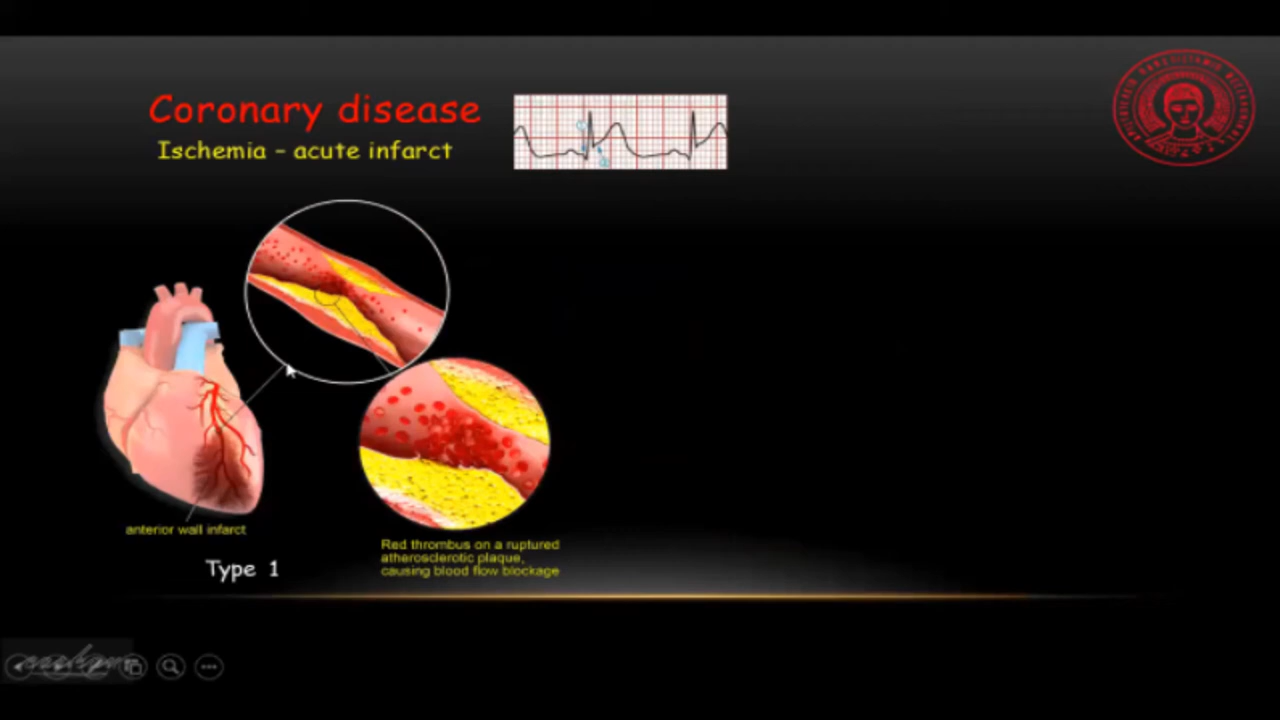 Coronary disease
Ischemia – acute infarct
anterior wall infarct
Type 1
Red thrombus on a ruptured
atherosclerotic plaque,
causing blood flow blockage